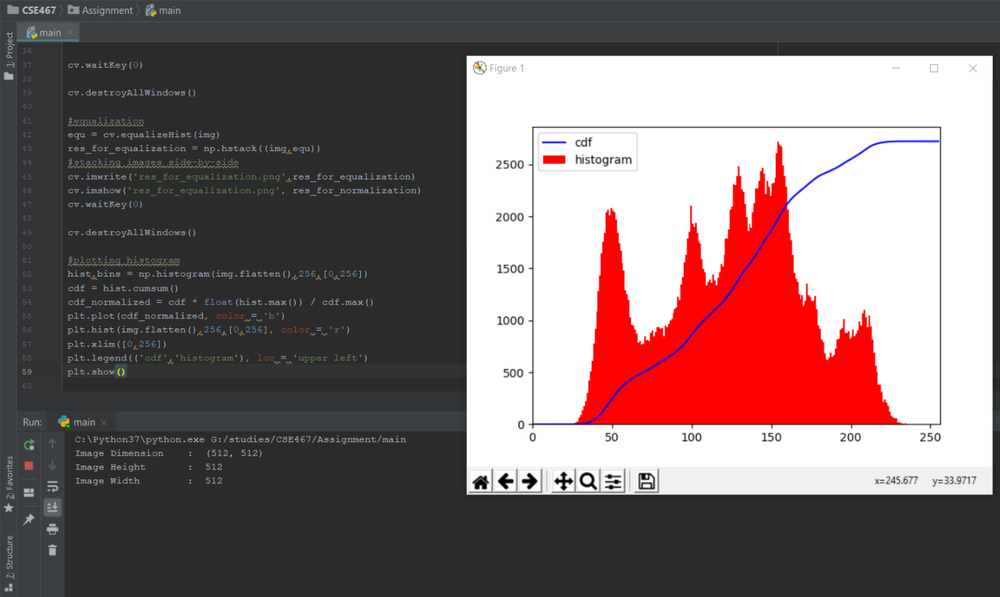 CSE467 Assignment main
main
1: Project
36
37 cv.waitKey(0)
38
39 cv.destroyAllWindows()
40
41 #equalization
42 equ = cv.equalizeHist(img)
43 res_for_equalization = np.hstack((img,equ))
44 #stacking images side-by-side
45 cv.imwrite('res_for_equalization.png',res_for_equalization)
46 cv.imshow('res_for_equalization.png', res_for_normalization)
47 cv.waitKey(0)
48
49 cv.destroyAllWindows()
50
51 #plotting histogram
52 hist,bins = np.histogram(img.flatten(),256,[0,256])
53 cdf = hist.cumsum()
54 cdf_normalized = cdf * float(hist.max()) / cdf.max()
55 plt.plot(cdf_normalized, color = 'b')
56 plt.hist(img.flatten(),256,[0,256], color = 'r')
57 plt.xlim([0,256])
58 plt.legend(('cdf','histogram'), loc = 'upper left')
59 plt.show()
60
Figure 1
cdf
histogram
2500
2000
1500
1000
500
0
0 50 100 150 200 250
x=245.677 y=33.9717
Run: main
C:\Python37\python.exe G:/studies/CSE467/Assignment/main
Image Dimension : (512, 512)
Image Height : 512
Image Width : 512
2: Favorites
7: Structure